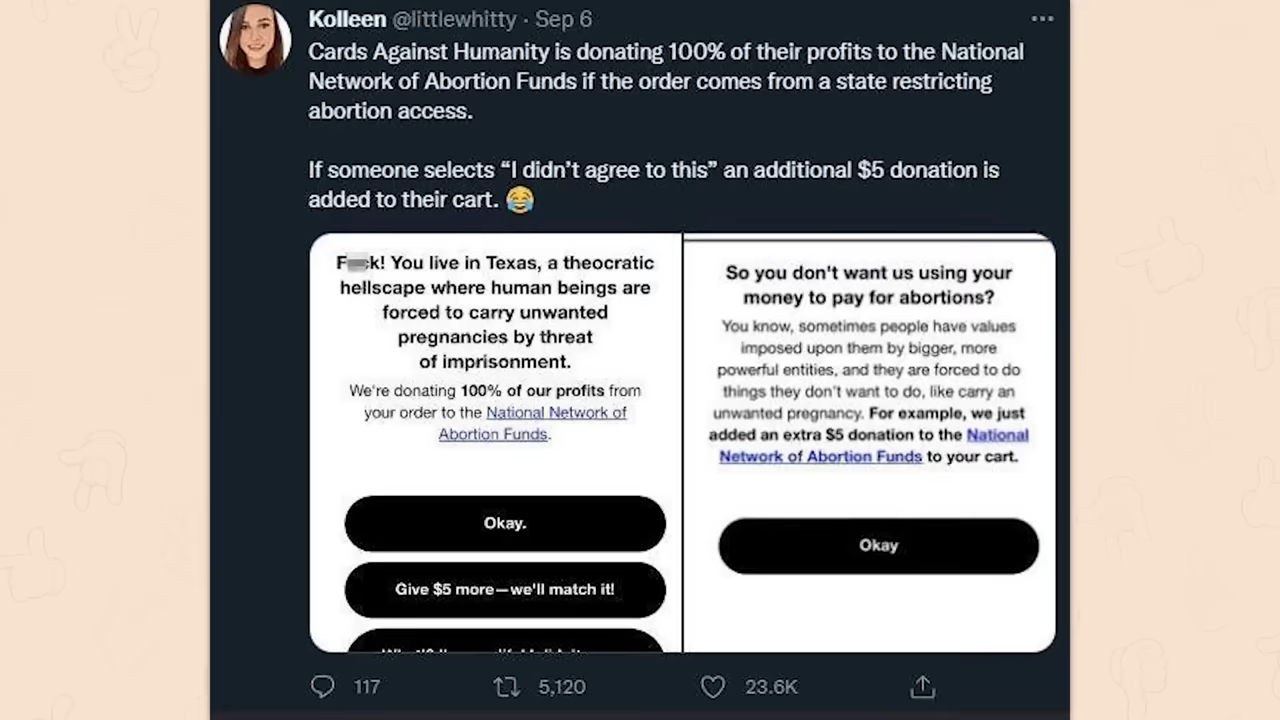 Kolleen @littlewhitty · Sep 6
Cards Against Humanity is donating 100% of their profits to the National
Network of Abortion Funds if the order comes from a state restricting
abortion access.
If someone selects “I didn’t agree to this” an additional $5 donation is
added to their cart. 😂
F k! You live in Texas, a theocratic
hellscape where human beings are
forced to carry unwanted
pregnancies by threat
of imprisonment.
We're donating 100% of our profits from
your order to the National Network of
Abortion Funds.
Okay.
Give $5 more—we'll match it!
So you don't want us using your
money to pay for abortions?
You know, sometimes people have values
imposed upon them by bigger, more
powerful entities, and they are forced to do
things they don't want to do, like carry an
unwanted pregnancy. For example, we just
added an extra $5 donation to the National
Network of Abortion Funds to your cart.
Okay
117
5,120
23.6K